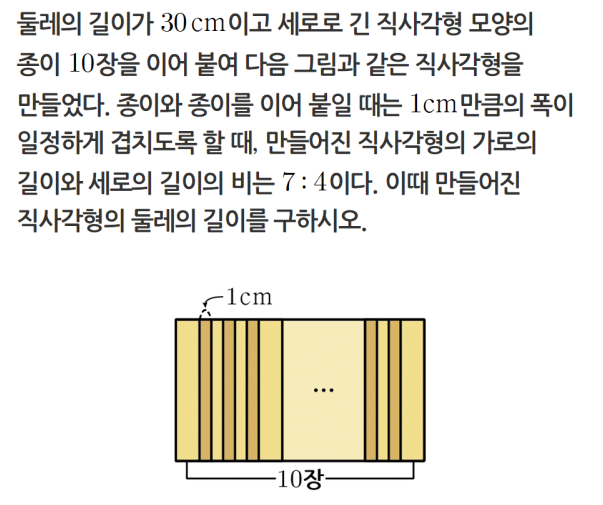 둘레의 길이가 30 cm이고 세로로 긴 직사각형 모양의
종이 10장을 이어 붙여 다음 그림과 같은 직사각형을
만들었다. 종이와 종이를 이어 붙일 때는 1cm만큼의 폭이
일정하게 겹치도록 할 때, 만들어진 직사각형의 가로의
길이와 세로의 길이의 비는 7 : 4이다. 이때 만들어진
직사각형의 둘레의 길이를 구하시오.
1cm
...
10장